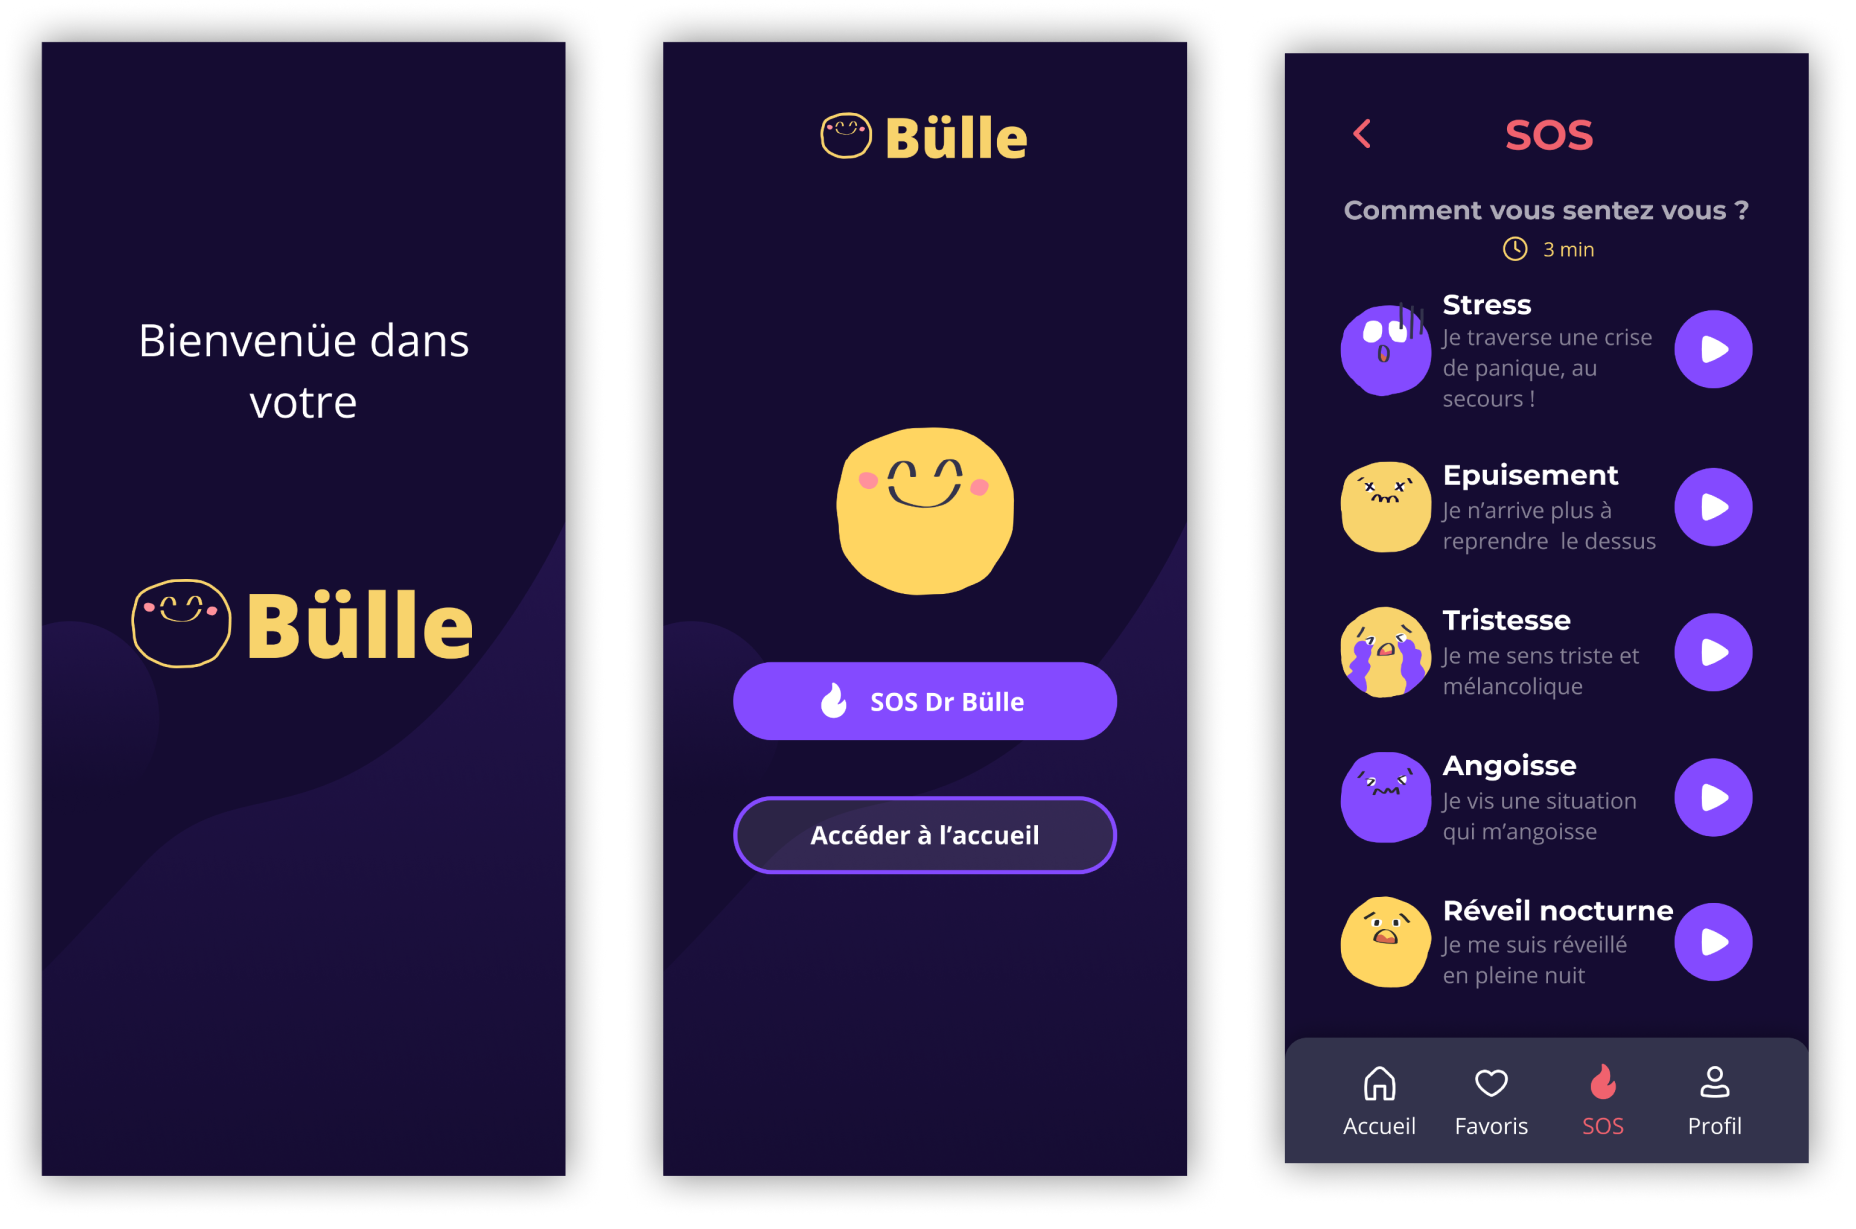 Bienvenüe dans
votre
Bülle
Bülle
SOS Dr Bülle
Accéder à l’accueil
SOS
Comment vous sentez vous ?
3 min
Stress
Je traverse une crise
de panique, au
secours !
Epuisement
Je n’arrive plus à
reprendre  le dessus
Tristesse
Je me sens triste et
mélancolique
Angoisse
Je vis une situation
qui m’angoisse
Réveil nocturne
Je me suis réveillé
en pleine nuit
Accueil Favoris SOS Profil